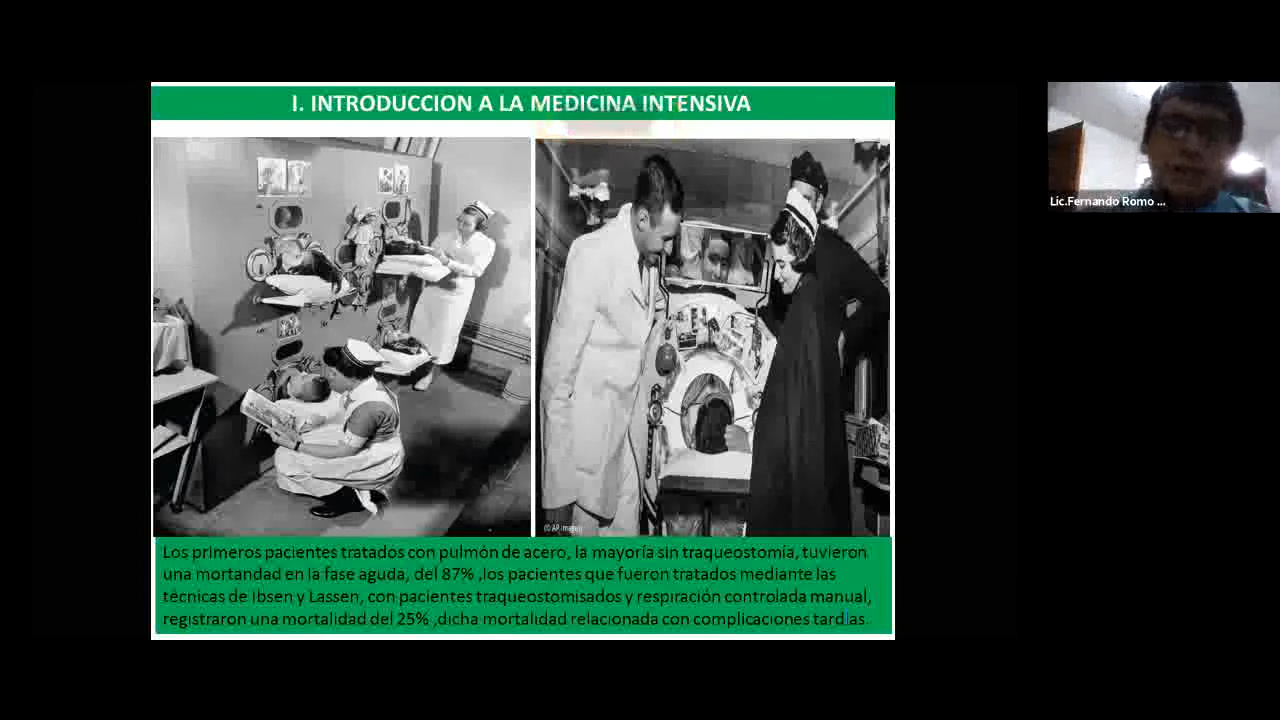 I. INTRODUCCION A LA MEDICINA INTENSIVA
Lic.Fernando Romo ...
(© AP Images)
Los primeros pacientes tratados con pulmón de acero, la mayoría sin traqueostomía, tuvieron
una mortandad en la fase aguda, del 87% ,los pacientes que fueron tratados mediante las
técnicas de Ibsen y Lassen, con pacientes traqueostomisados y respiración controlada manual,
registraron una mortalidad del 25% ,dicha mortalidad relacionada con complicaciones tardías.